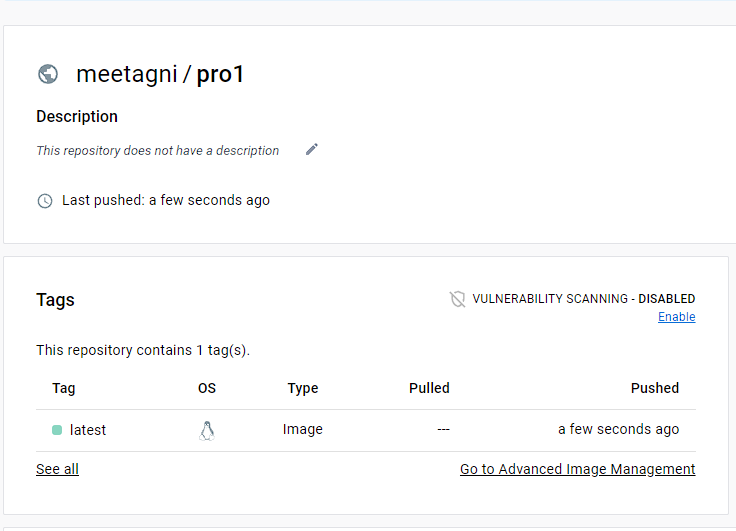 meetagni / pro1
Description
This repository does not have a description
Last pushed: a few seconds ago
Tags
VULNERABILITY SCANNING - DISABLED
Enable
This repository contains 1 tag(s).
Tag OS Type Pulled Pushed
latest Image --- a few seconds ago
See all Go to Advanced Image Management